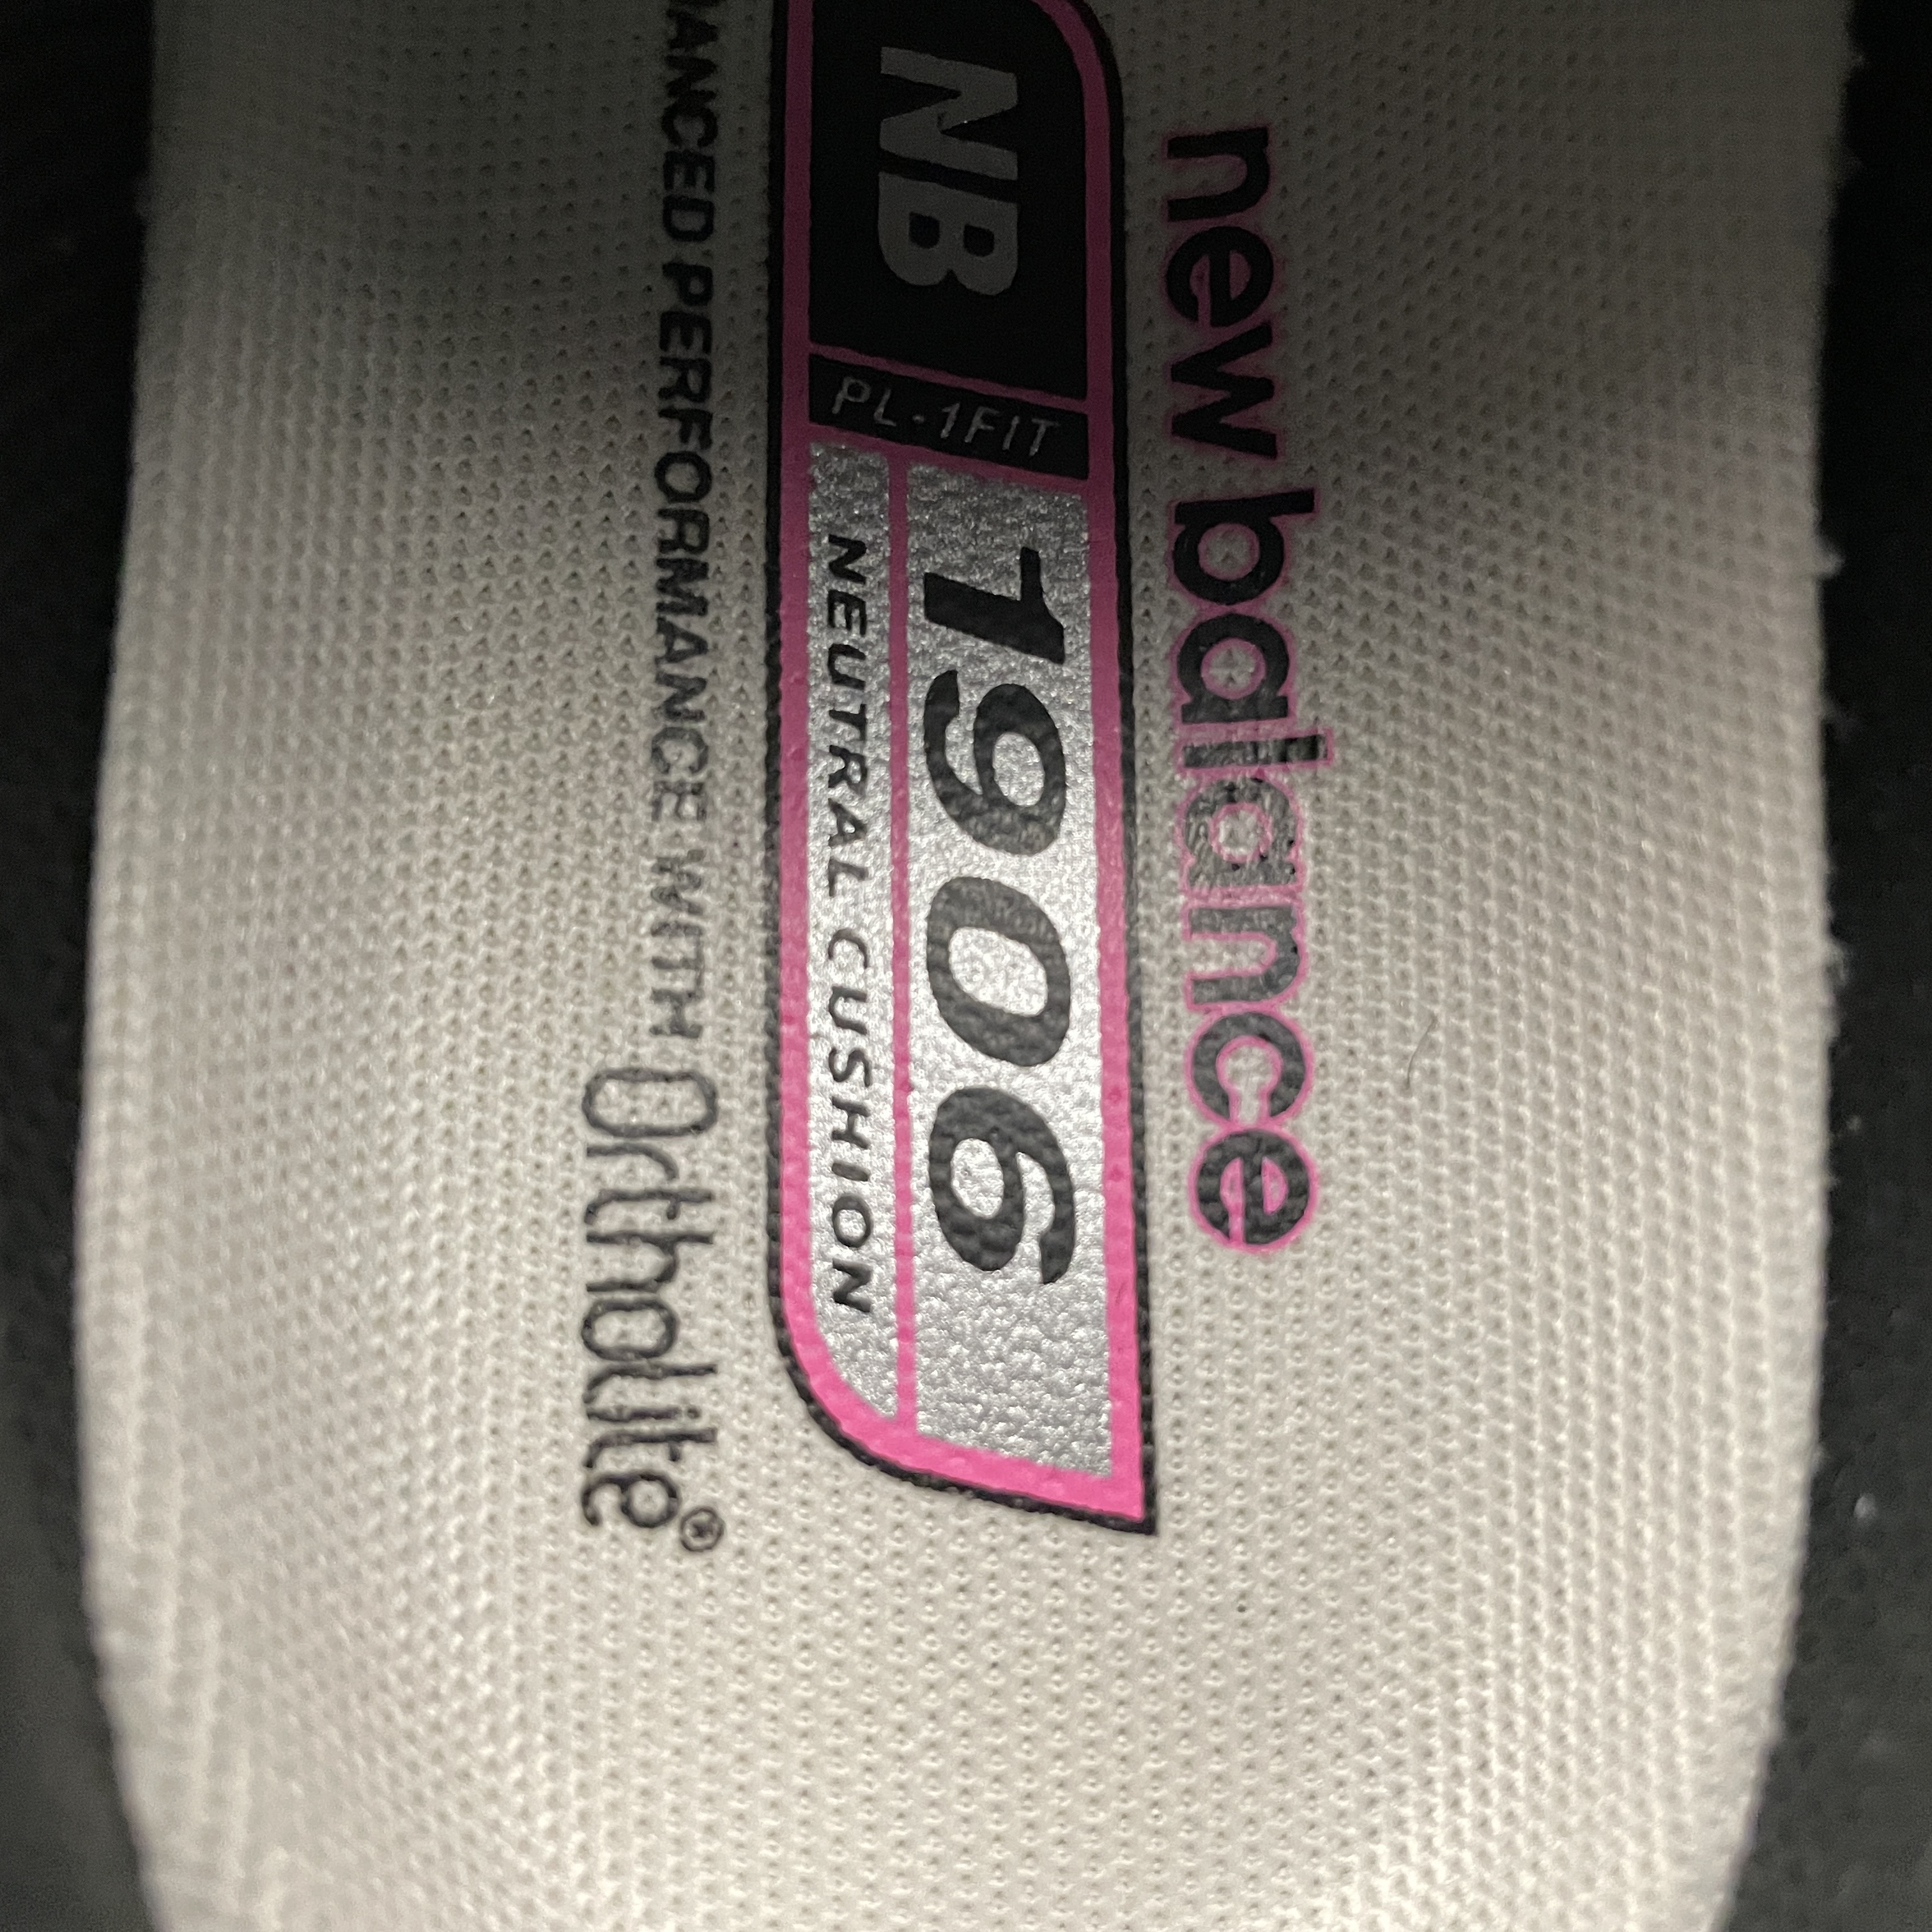 new balance
NB
PL-1FIT
1906
NEUTRAL CUSHION
PERFORMANCE WITH Ortholite®